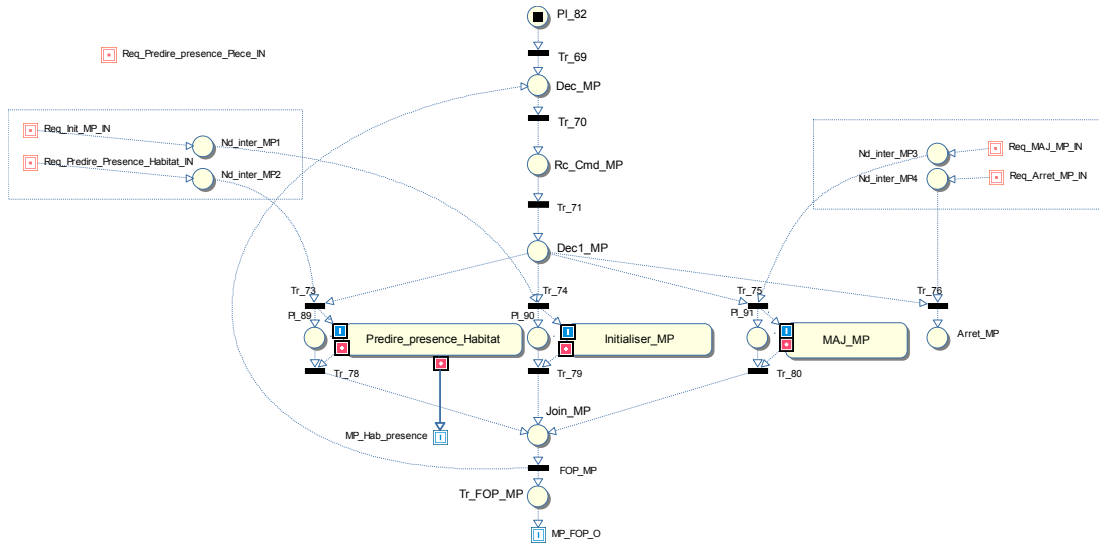 Pl_82
Req_Predire_presence_Piece_IN
Tr_69
Dec_MP
Tr_70
Req_Init_MP_IN
Nd_inter_MP1
Req_Predire_Presence_Habitat_IN
Nd_inter_MP2
Rc_Cmd_MP
Nd_inter_MP3
Req_MAJ_MP_IN
Nd_inter_MP4
Req_Arret_MP_IN
Tr_71
Dec1_MP
Tr_73
Tr_74
Tr_75
Tr_76
Pl_89
Pl_90
Pl_91
Predire_presence_Habitat
Initialiser_MP
MAJ_MP
Arret_MP
Tr_78
Tr_79
Tr_80
Join_MP
MP_Hab_presence
FOP_MP
Tr_FOP_MP
MP_FOP_O